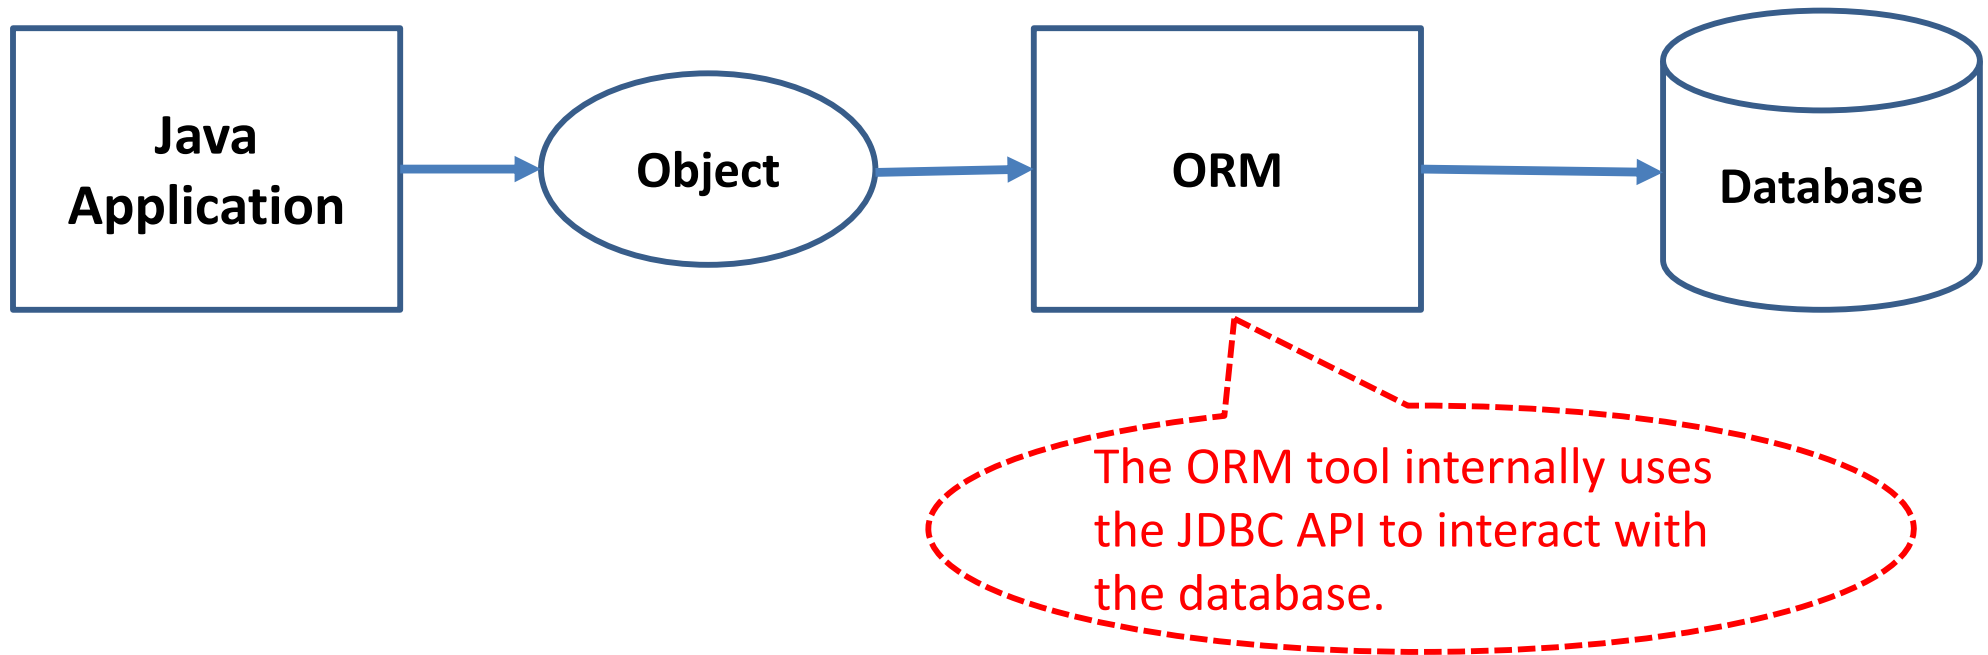 Java
Application
Object
ORM
Database
The ORM tool internally uses
the JDBC API to interact with
the database.